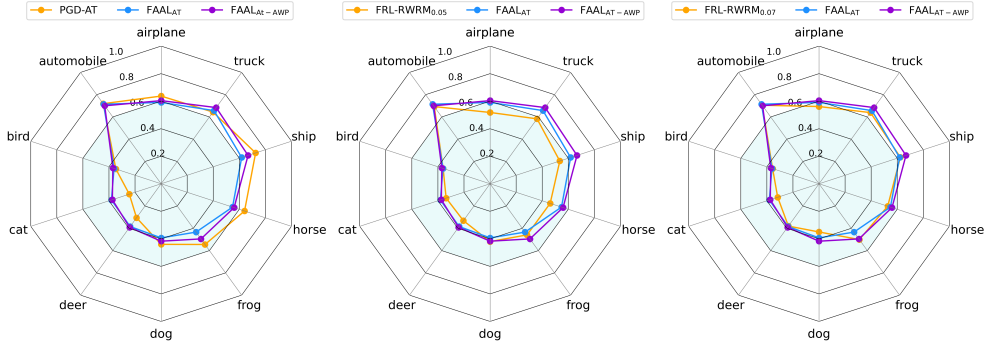 PGD-AT FAAL_AT FAAL_At−AWP
airplane
1.0
automobile truck
0.8
0.6
bird 0.4 ship
0.2
cat horse
deer frog
dog
FRL-RWRM_0.05 FAAL_AT FAAL_AT−AWP
airplane
1.0
automobile truck
0.8
0.6
bird 0.4 ship
0.2
cat horse
deer frog
dog
FRL-RWRM_0.07 FAAL_AT FAAL_AT−AWP
airplane
1.0
automobile truck
0.8
0.6
bird 0.4 ship
0.2
cat horse
deer frog
dog